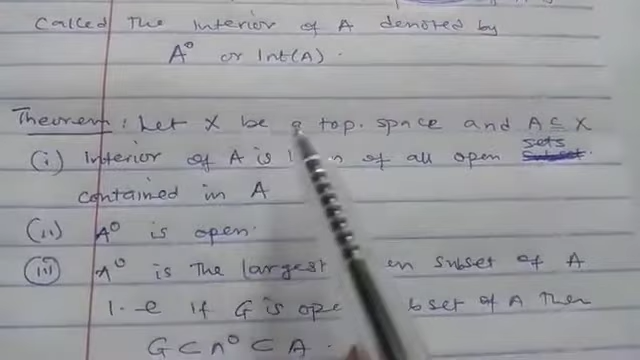 Called The Interior of A denoted by
A° or Int(A).
Theorem: Let X be a top. space and A ⊆ X
(i) Interior of A is of all open sets
contained in A
(ii) A° is open.
(iii) A° is The largest subset of A
i.e If G is of A Then
G ⊂ A° ⊂ A.